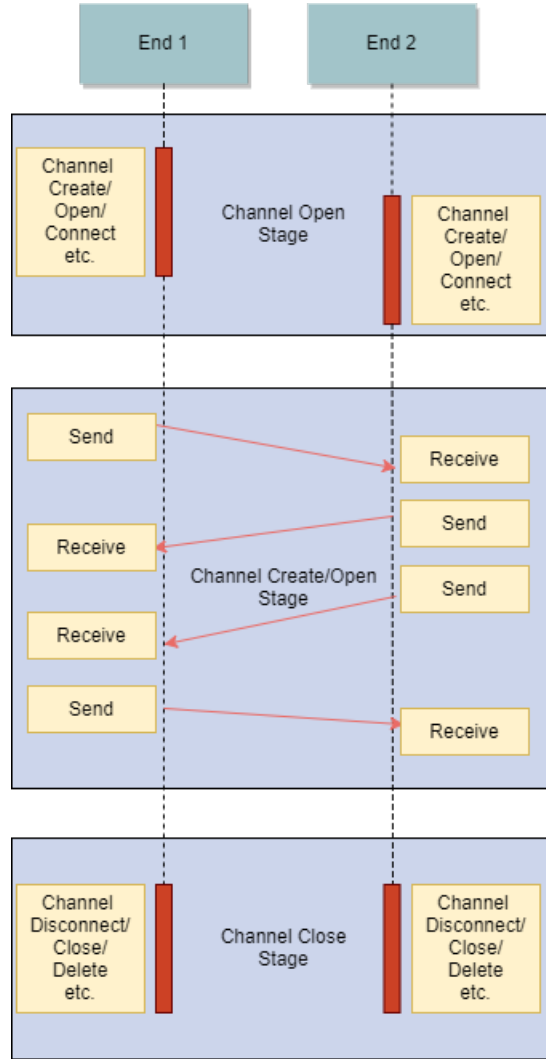 End 1
End 2
Channel
Create/
Open/
Connect
etc.
Channel Open
Stage
Channel
Create/
Open/
Connect
etc.
Send
Receive
Send
Receive
Channel Create/Open
Stage
Send
Receive
Send
Receive
Channel
Disconnect/
Close/
Delete
etc.
Channel Close
Stage
Channel
Disconnect/
Close/
Delete
etc.